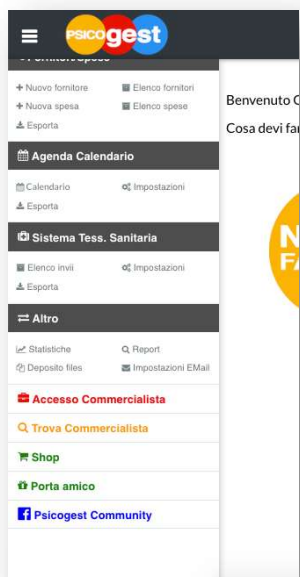 PSICOgest
Fornitori/Spese
Nuovo fornitore Elenco fornitori
Nuova spesa Elenco spese
Esporta
Agenda Calendario
Calendario Impostazioni
Esporta
Sistema Tess. Sanitaria
Elenco invii Impostazioni
Esporta
Altro
Statistiche Report
Deposito files Impostazioni EMail
Accesso Commercialista
Trova Commercialista
Shop
Porta amico
Psicogest Community
Benvenuto
Cosa devi
N
FA